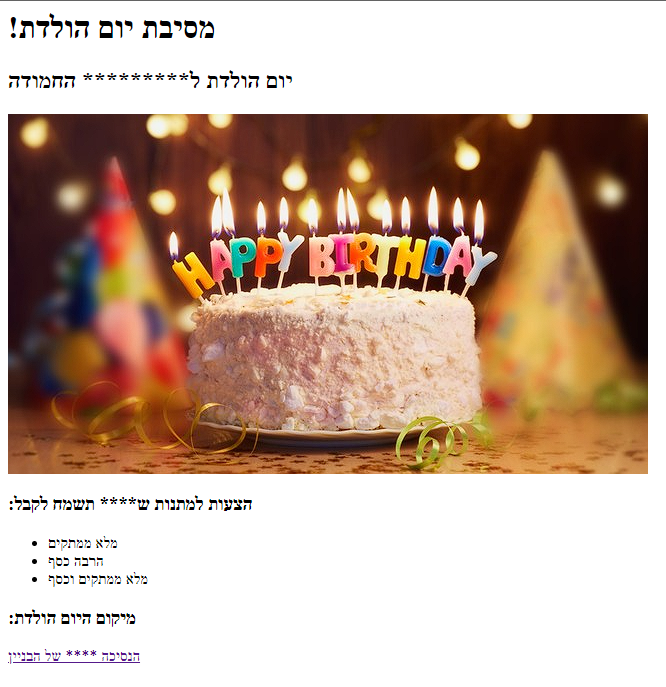 מסיבת יום הולדת!
יום הולדת ל********* החמודה
HAPPY BIRTHDAY
הצעות למתנות ש**** תשמח לקבל:
מלא ממתקים
הרבה כסף
מלא ממתקים וכסף
מיקום היום הולדת:
הנסיכה **** של הבניין